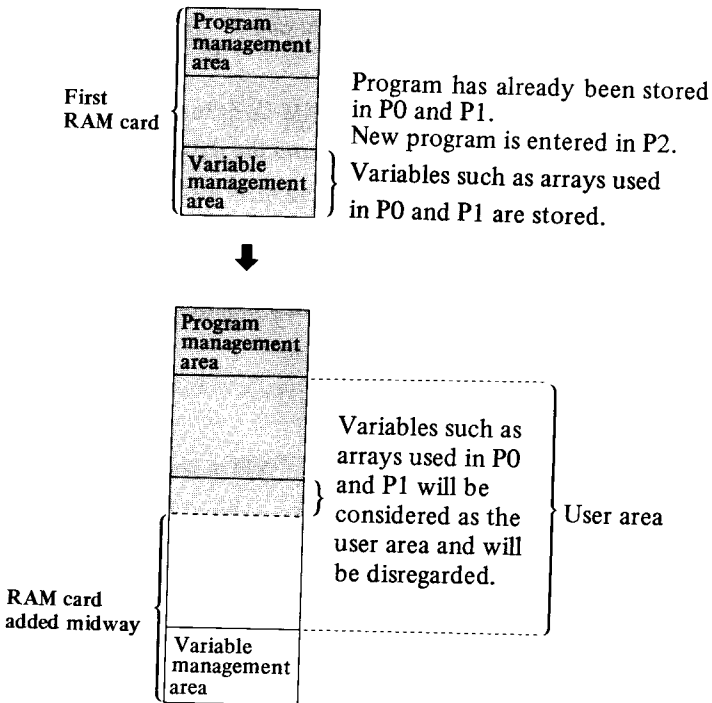 Program
management
area
First
RAM card
Program has already been stored
in P0 and P1.
New program is entered in P2.
Variable
management
area
Variables such as arrays used
in P0 and P1 are stored.
Program
management
area
Variables such as
arrays used in P0
and P1 will be
considered as the
user area and will
be disregarded.
User area
RAM card
added midway
Variable
management
area